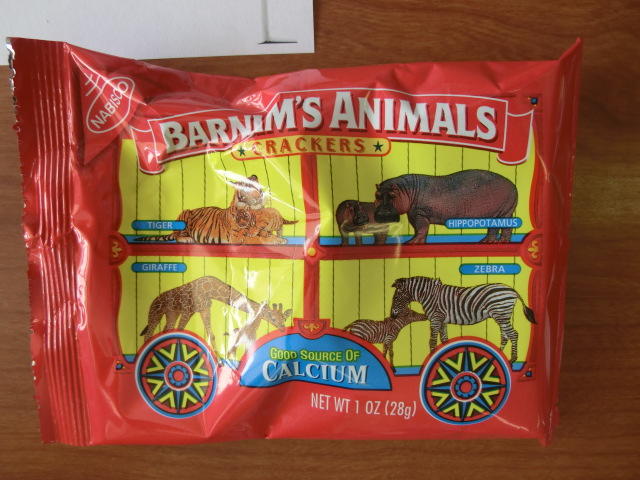 NABISCO
BARNUM'S ANIMALS
CRACKERS
TIGER
HIPPOPOTAMUS
GIRAFFE
ZEBRA
GOOD SOURCE OF
CALCIUM
NET WT 1 OZ (28g)